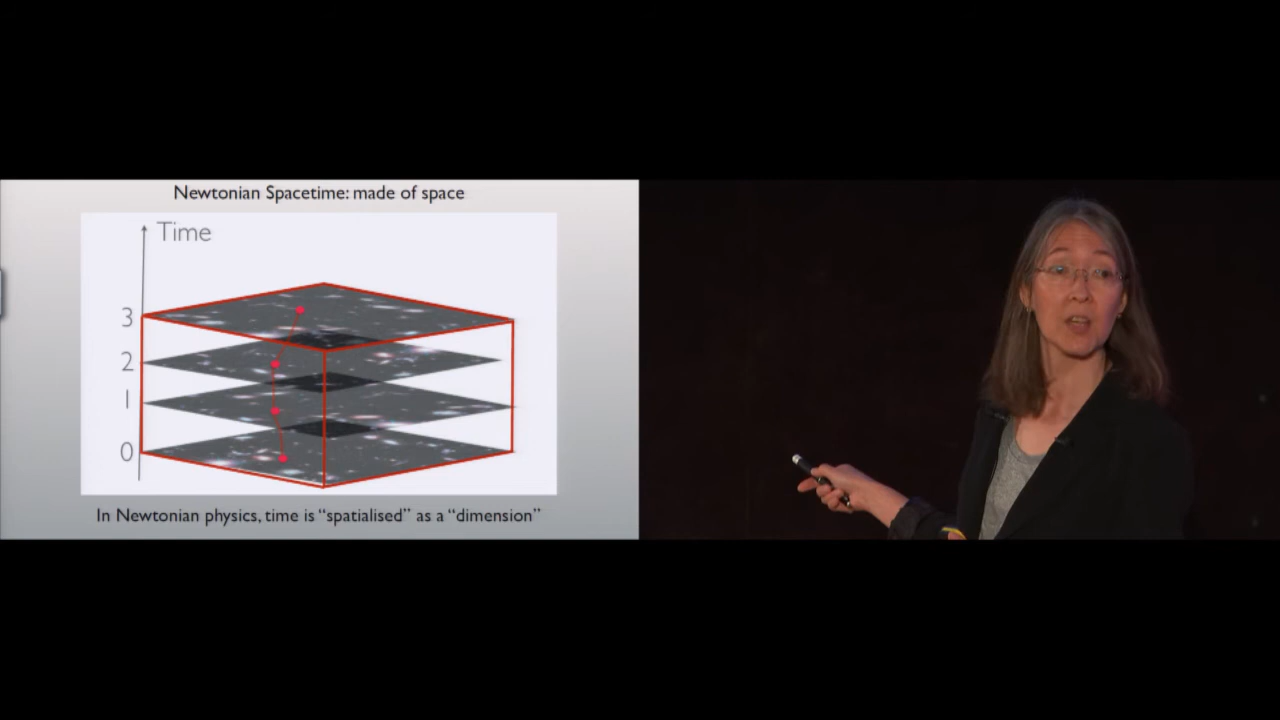 Newtonian Spacetime: made of space
Time
3
2
1
0
In Newtonian physics, time is “spatialised” as a “dimension”